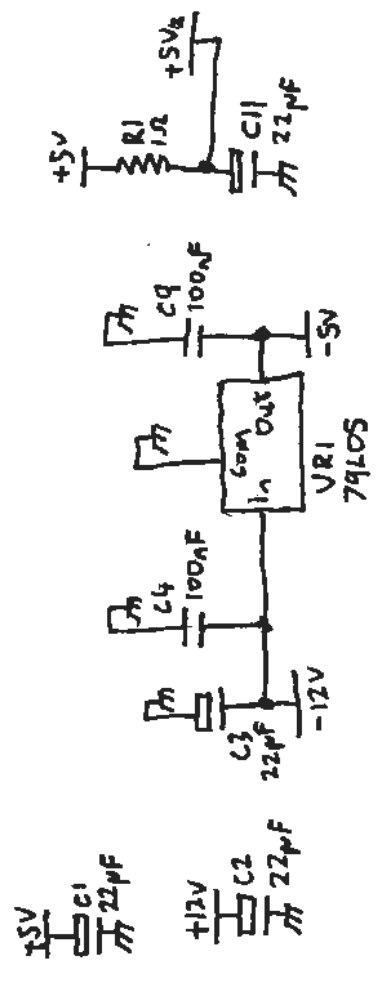 +5V
C1
22µF
+12V
C2
22µF
C3
22µF
-12V
C4
100nF
Com
In
Out
VR1
79L05
C9
100nF
-5V
+5V
R1
1Ω
+5VR
C11
22µF